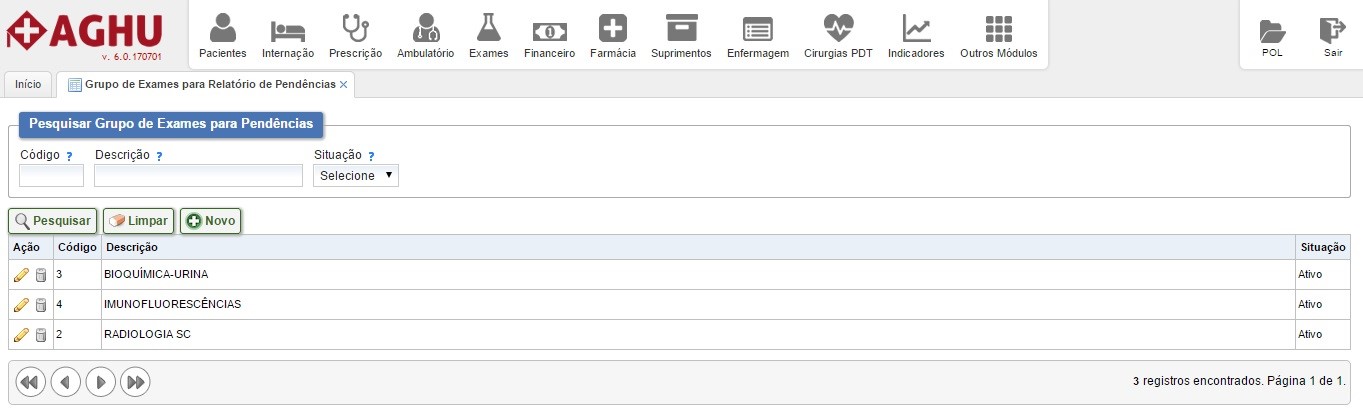 AGHU
v. 6.0.170701
Pacientes Internação Prescrição Ambulatório Exames Financeiro Farmácia Suprimentos Enfermagem Cirurgias PDT Indicadores Outros Módulos POL Sair
Início Grupo de Exames para Relatório de Pendências ×
Pesquisar Grupo de Exames para Pendências
Código ? Descrição ? Situação ?
Selecione
Pesquisar Limpar Novo
Ação Código Descrição Situação
3 BIOQUÍMICA-URINA Ativo
4 IMUNOFLUORESCÊNCIAS Ativo
2 RADIOLOGIA SC Ativo
3 registros encontrados. Página 1 de 1.